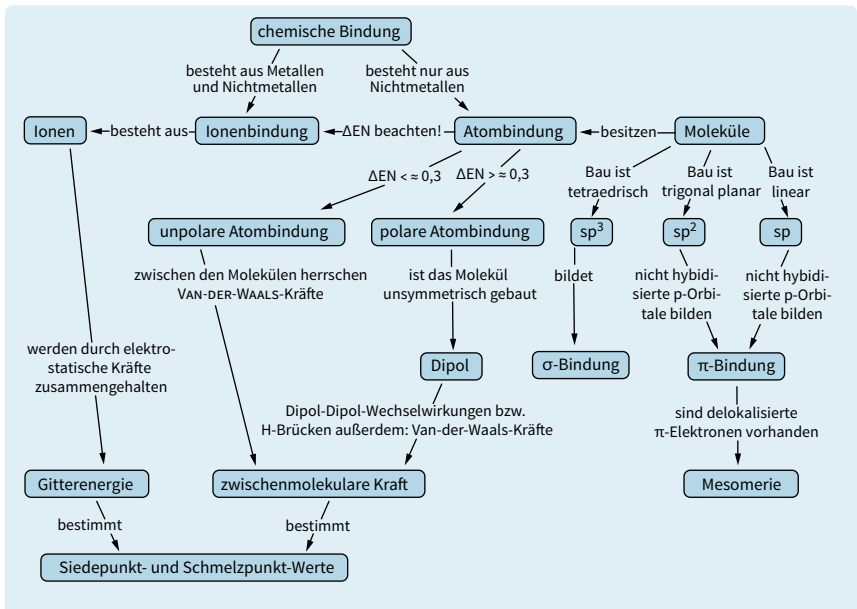 chemische Bindung
besteht aus Metallen
und Nichtmetallen
besteht nur aus
Nichtmetallen
Ionen
besteht aus
Ionenbindung
ΔEN beachten!
Atombindung
besitzen
Moleküle
ΔEN < ≈ 0,3
ΔEN > ≈ 0,3
Bau ist
tetraedrisch
Bau ist
trigonal planar
Bau ist
linear
unpolare Atombindung
polare Atombindung
sp³
sp²
sp
zwischen den Molekülen herrschen
VAN-DER-WAALS-Kräfte
ist das Molekül
unsymmetrisch gebaut
bildet
nicht hybidi-
sierte p-Orbi-
tale bilden
nicht hybidi-
sierte p-Orbi-
tale bilden
werden durch elektro-
statische Kräfte
zusammengehalten
Dipol
σ-Bindung
π-Bindung
Dipol-Dipol-Wechselwirkungen bzw.
H-Brücken außerdem: Van-der-Waals-Kräfte
sind delokalisierte
π-Elektronen vorhanden
Gitterenergie
zwischenmolekulare Kraft
Mesomerie
bestimmt
bestimmt
Siedepunkt- und Schmelzpunkt-Werte